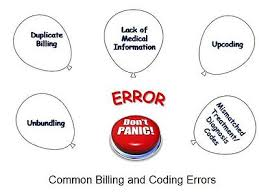 Duplicate
Billing
Lack of
Medical
Information
Upcoding
Unbundling
ERROR
Don't
PANIC!
Mismatched
Treatment/
Diagnosis
Codes
Common Billing and Coding Errors